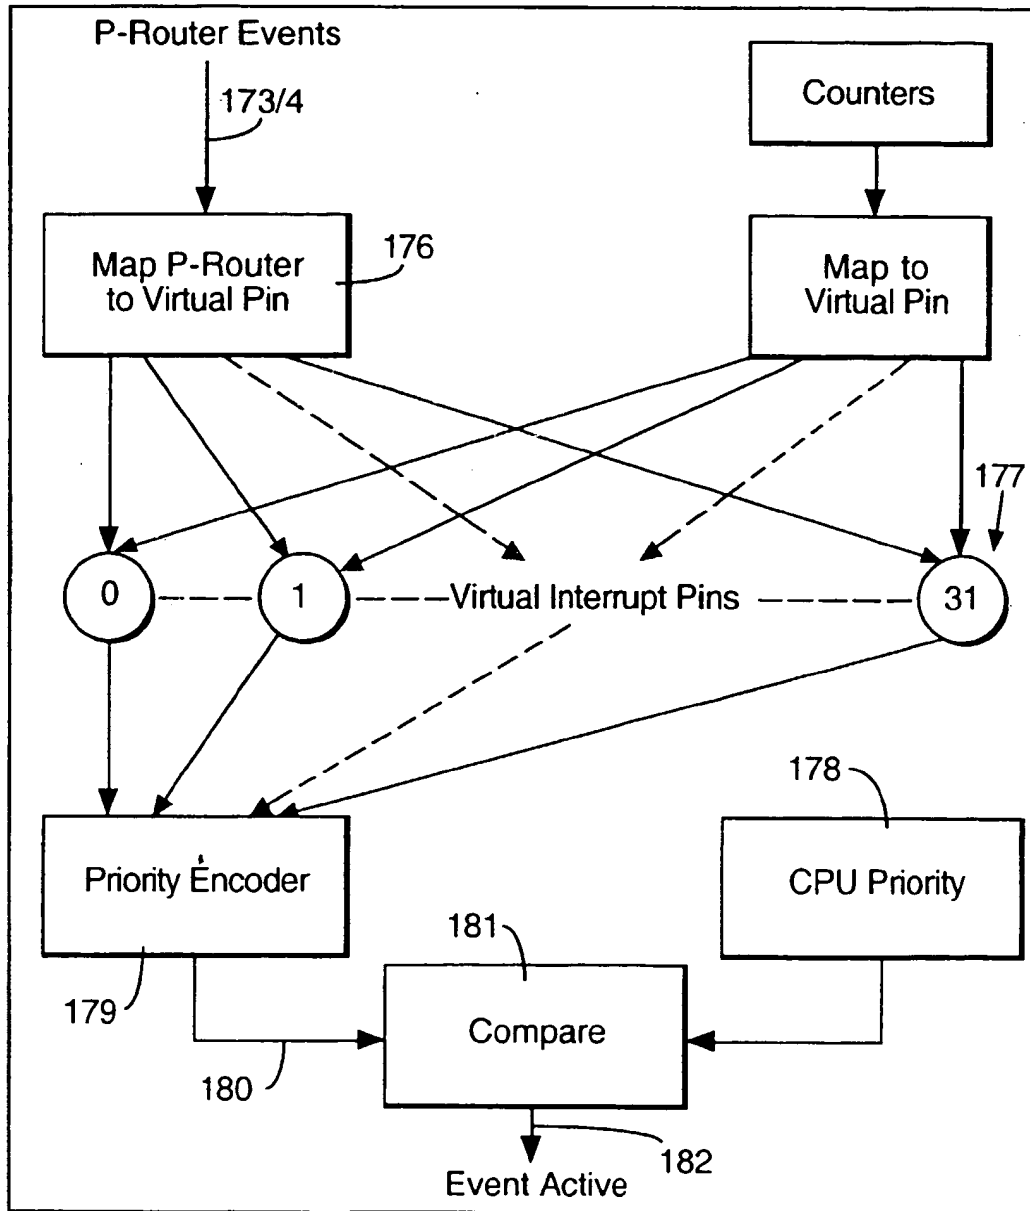 P-Router Events
173/4
Counters
Map P-Router
to Virtual Pin
176
Map to
Virtual Pin
177
0
1
Virtual Interrupt Pins
31
178
Priority Encoder
CPU Priority
179
181
Compare
180
182
Event Active